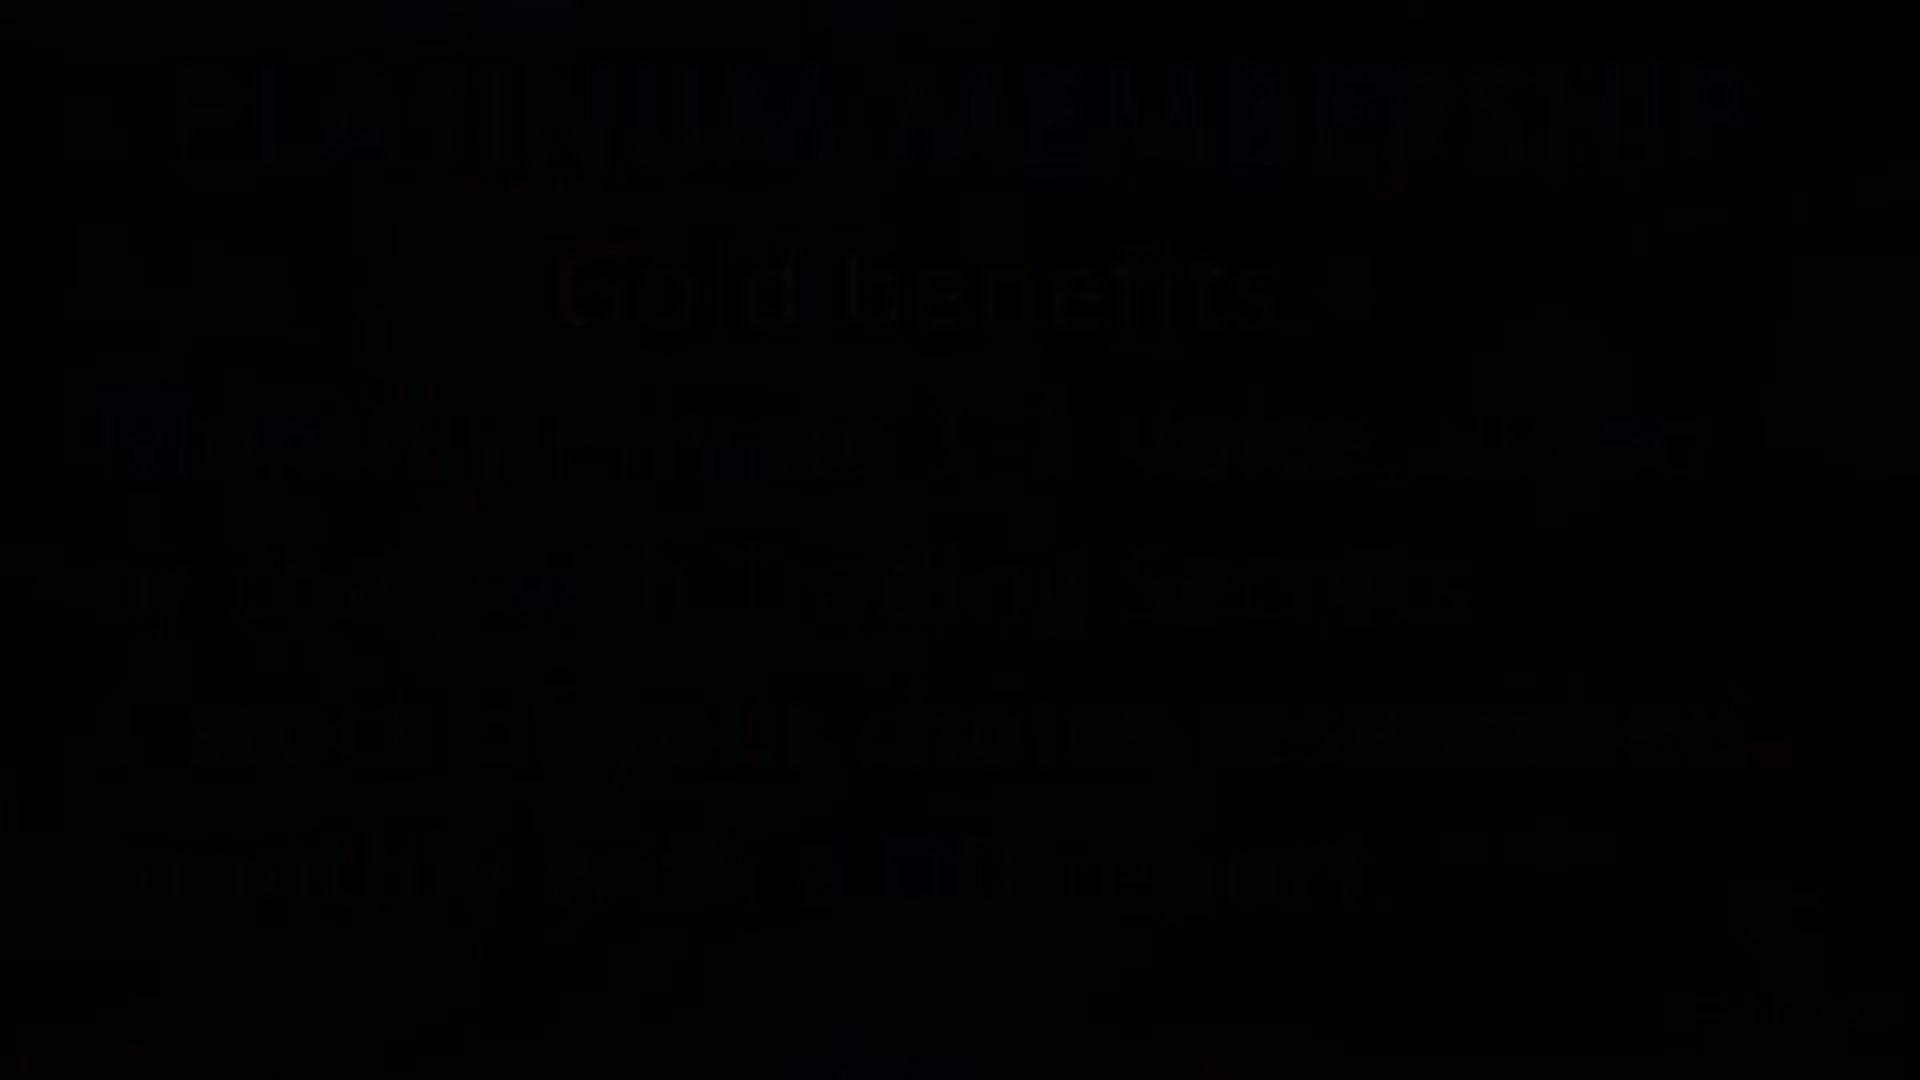 PLATINUM MEMBERSHIP
Gold benefits +
Monthly Private 1-1 Voice, video
or chat with Trading Secrets
A stock of your choice researched
monthly with a DD report.